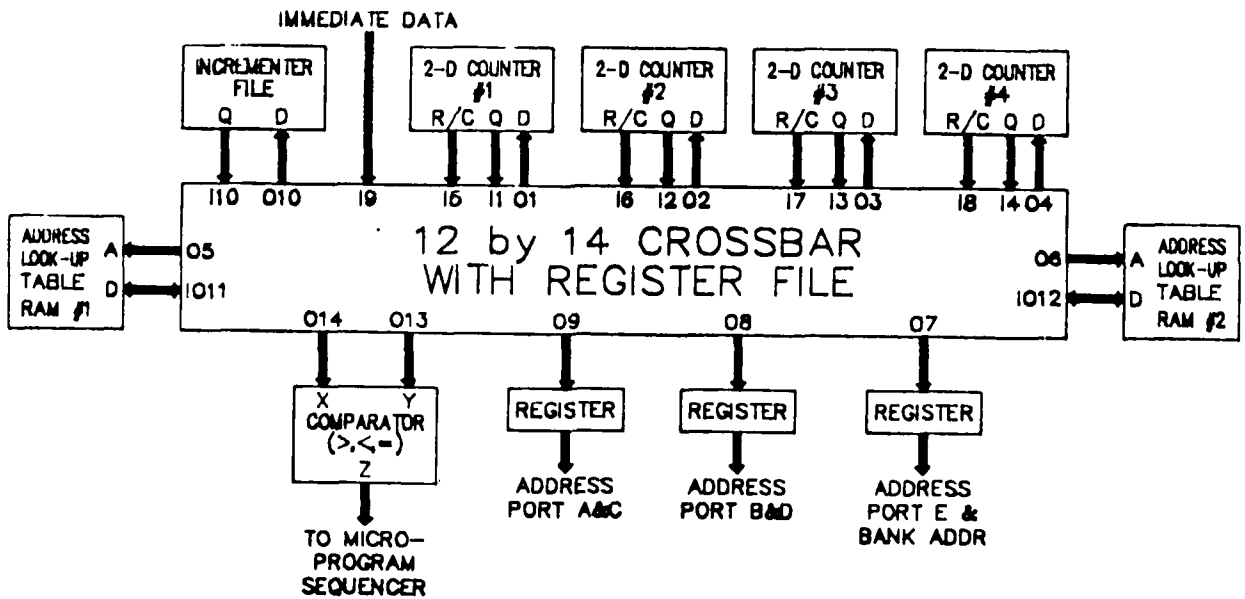 IMMEDIATE DATA
INCREMENTER
FILE
Q D
2-D COUNTER
#1
R/C Q D
2-D COUNTER
#2
R/C Q D
2-D COUNTER
#3
R/C Q D
2-D COUNTER
#4
R/C Q D
I10 O10 I9 I5 I1 O1 I6 I2 O2 I7 I3 O3 I8 I4 O4
ADDRESS
LOOK-UP
TABLE
RAM #1
A
D
O5
IO11
12 by 14 CROSSBAR
WITH REGISTER FILE
O6
IO12
A
D
ADDRESS
LOOK-UP
TABLE
RAM #2
O14 O13 O9 O8 O7
X Y
COMPARATOR
(>,<,=)
Z
REGISTER
REGISTER
REGISTER
ADDRESS
PORT A&C
ADDRESS
PORT B&D
ADDRESS
PORT E &
BANK ADDR
TO MICRO-
PROGRAM
SEQUENCER